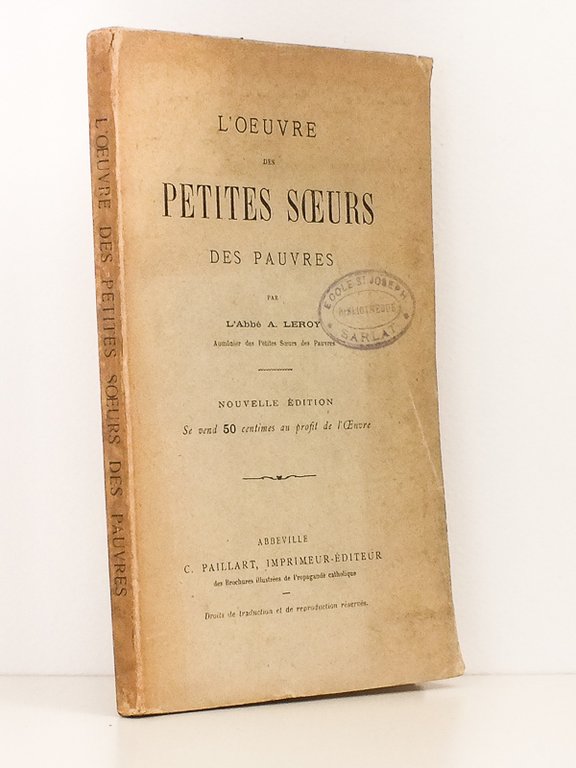 L'OEUVRE
DES
PETITES SŒURS
DES PAUVRES
PAR
L'Abbé A. LEROY
Aumônier des Petites Sœurs des Pauvres
NOUVELLE ÉDITION
Se vend 50 centimes au profit de l'Œuvre
ABBEVILLE
C. PAILLART, IMPRIMEUR-ÉDITEUR
des Brochures illustrées de Propagande catholique
Droits de traduction et de reproduction réservés.
ECOLE ST JOSEPH
BIBLIOTHEQUE
SARLAT
L'OEUVRE DES PETITES SŒURS DES PAUVRES